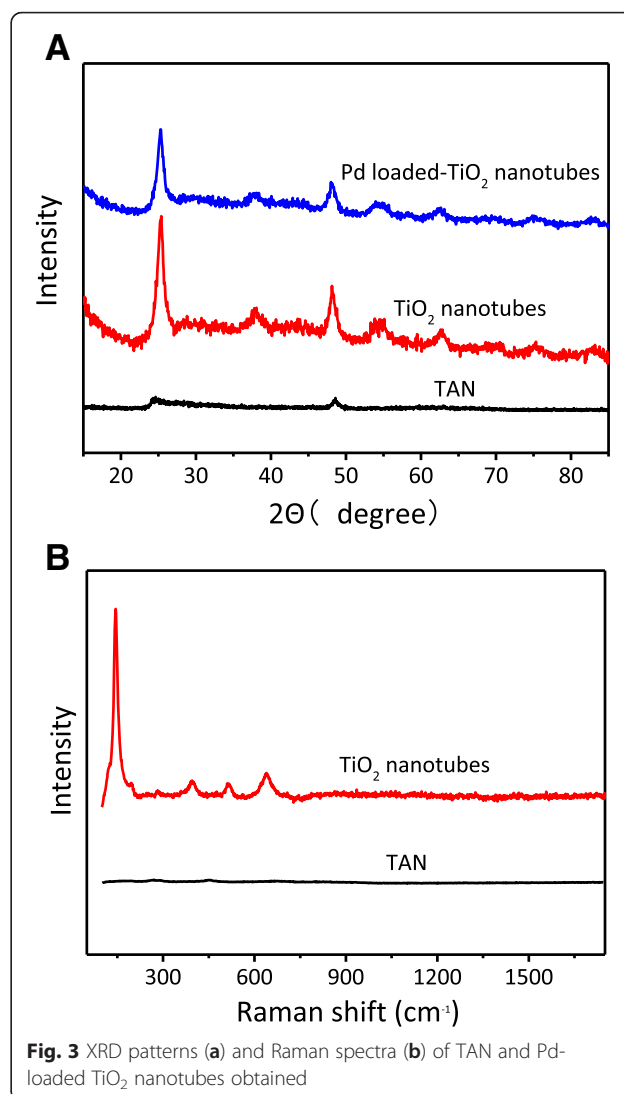 A
Pd loaded-TiO₂ nanotubes
TiO₂ nanotubes
TAN
Intensity
20 30 40 50 60 70 80
2Θ（ degree）
B
TiO₂ nanotubes
TAN
Intensity
300 600 900 1200 1500
Raman shift (cm⁻¹)
Fig. 3 XRD patterns (a) and Raman spectra (b) of TAN and Pd-
loaded TiO₂ nanotubes obtained